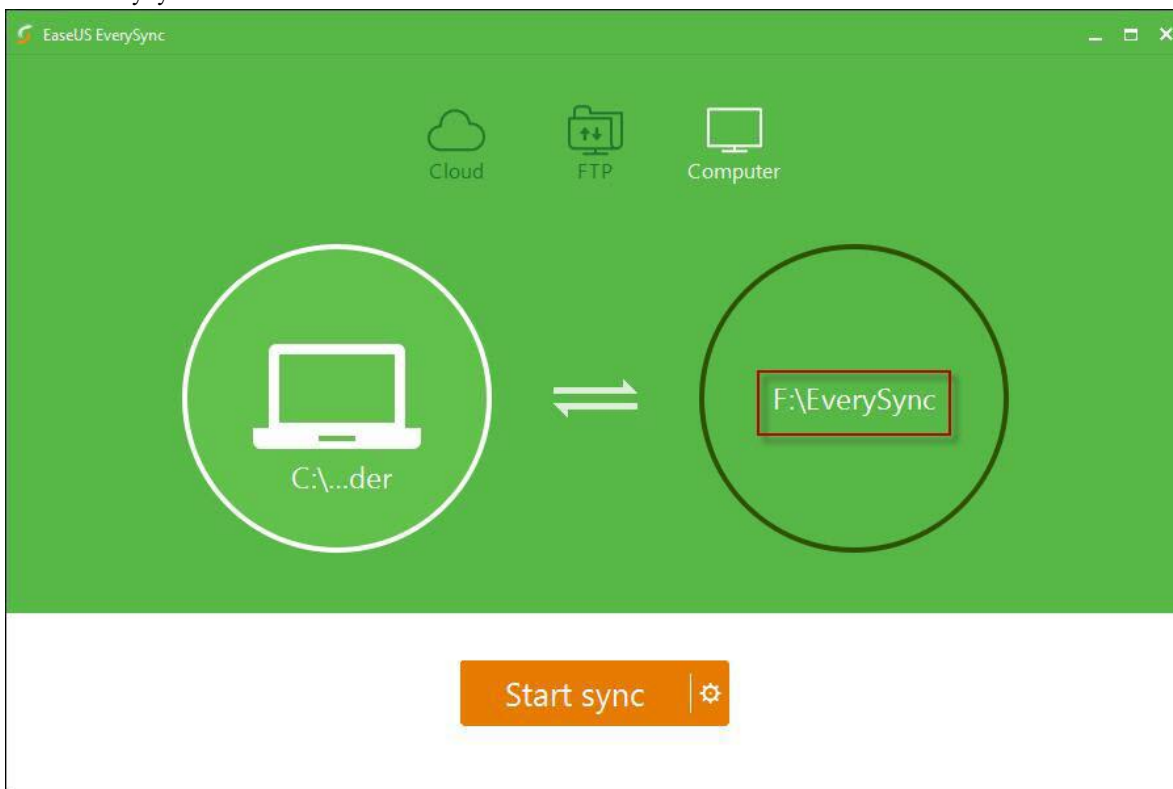 EaseUS EverySync
Cloud
FTP
Computer
C:\...der
F:\EverySync
Start sync